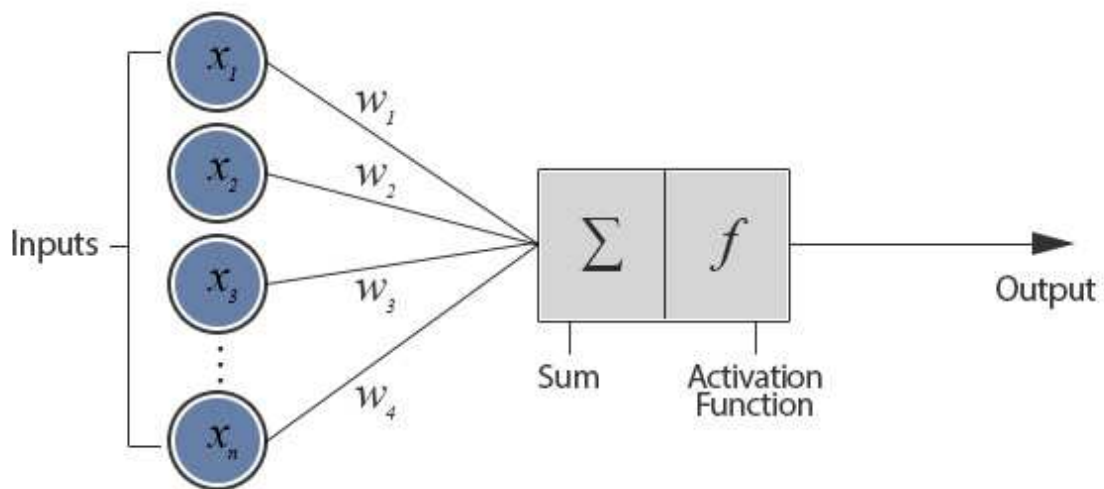 x₁
w₁
x₂
w₂
Inputs
x₃
w₃
xₙ
w₄
Σ
f
Output
Sum
Activation
Function